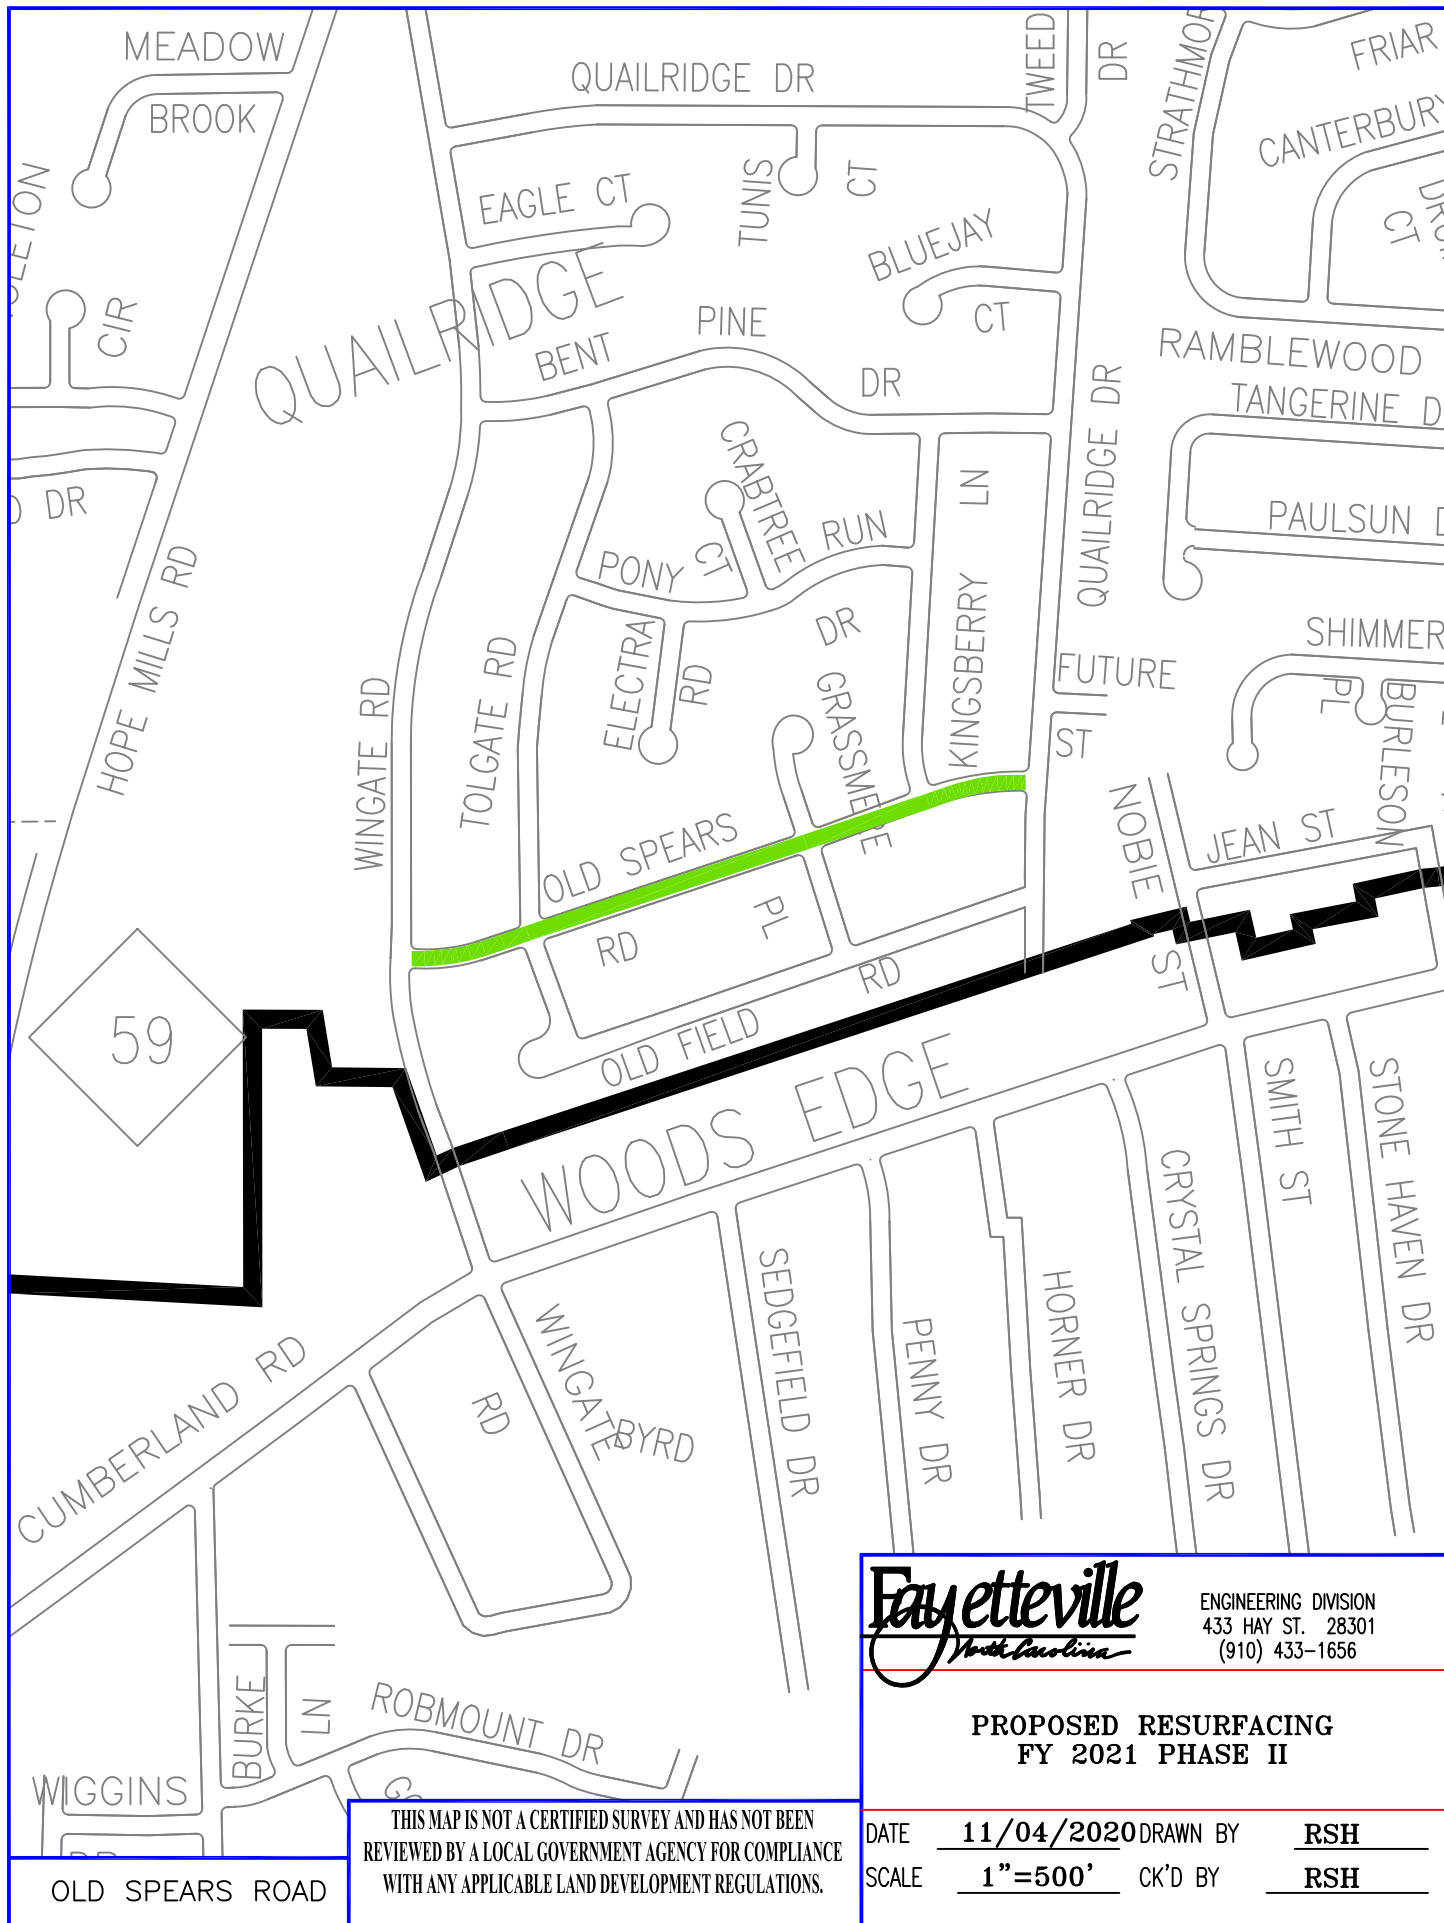 MEADOW
BROOK
QUAILRIDGE DR
TWEED
DR
FRIAR
CANTERBURY
EAGLE CT
TUNIS
CT
BLUEJAY
CT
CT
CIR
QUAILRIDGE
BENT
PINE
DR
RAMBLEWOOD
TANGERINE D
QUAILRIDGE DR
DR
CRABTREE
CT
PONY
RUN
KINGSBERRY LN
PAULSUN D
HOPE MILLS RD
WINGATE RD
TOLGATE RD
ELECTRA
RD
GRASSMERE
DR
FUTURE
ST
SHIMMER
PL
BURLESON
NOBIE
ST
JEAN ST
OLD SPEARS
RD
PL
OLD FIELD
RD
59
WOODS EDGE
SMITH ST
STONE HAVEN DR
CRYSTAL SPRINGS DR
HORNER DR
PENNY DR
SEDGEFIELD DR
WINGATE
RD
BYRD
CUMBERLAND RD
BURKE
LN
ROBMOUNT DR
WIGGINS
Fayetteville
North Carolina
ENGINEERING DIVISION
433 HAY ST. 28301
(910) 433-1656
PROPOSED RESURFACING
FY 2021 PHASE II
DATE 11/04/2020 DRAWN BY RSH
SCALE 1"=500' CK'D BY RSH
THIS MAP IS NOT A CERTIFIED SURVEY AND HAS NOT BEEN
REVIEWED BY A LOCAL GOVERNMENT AGENCY FOR COMPLIANCE
WITH ANY APPLICABLE LAND DEVELOPMENT REGULATIONS.
OLD SPEARS ROAD